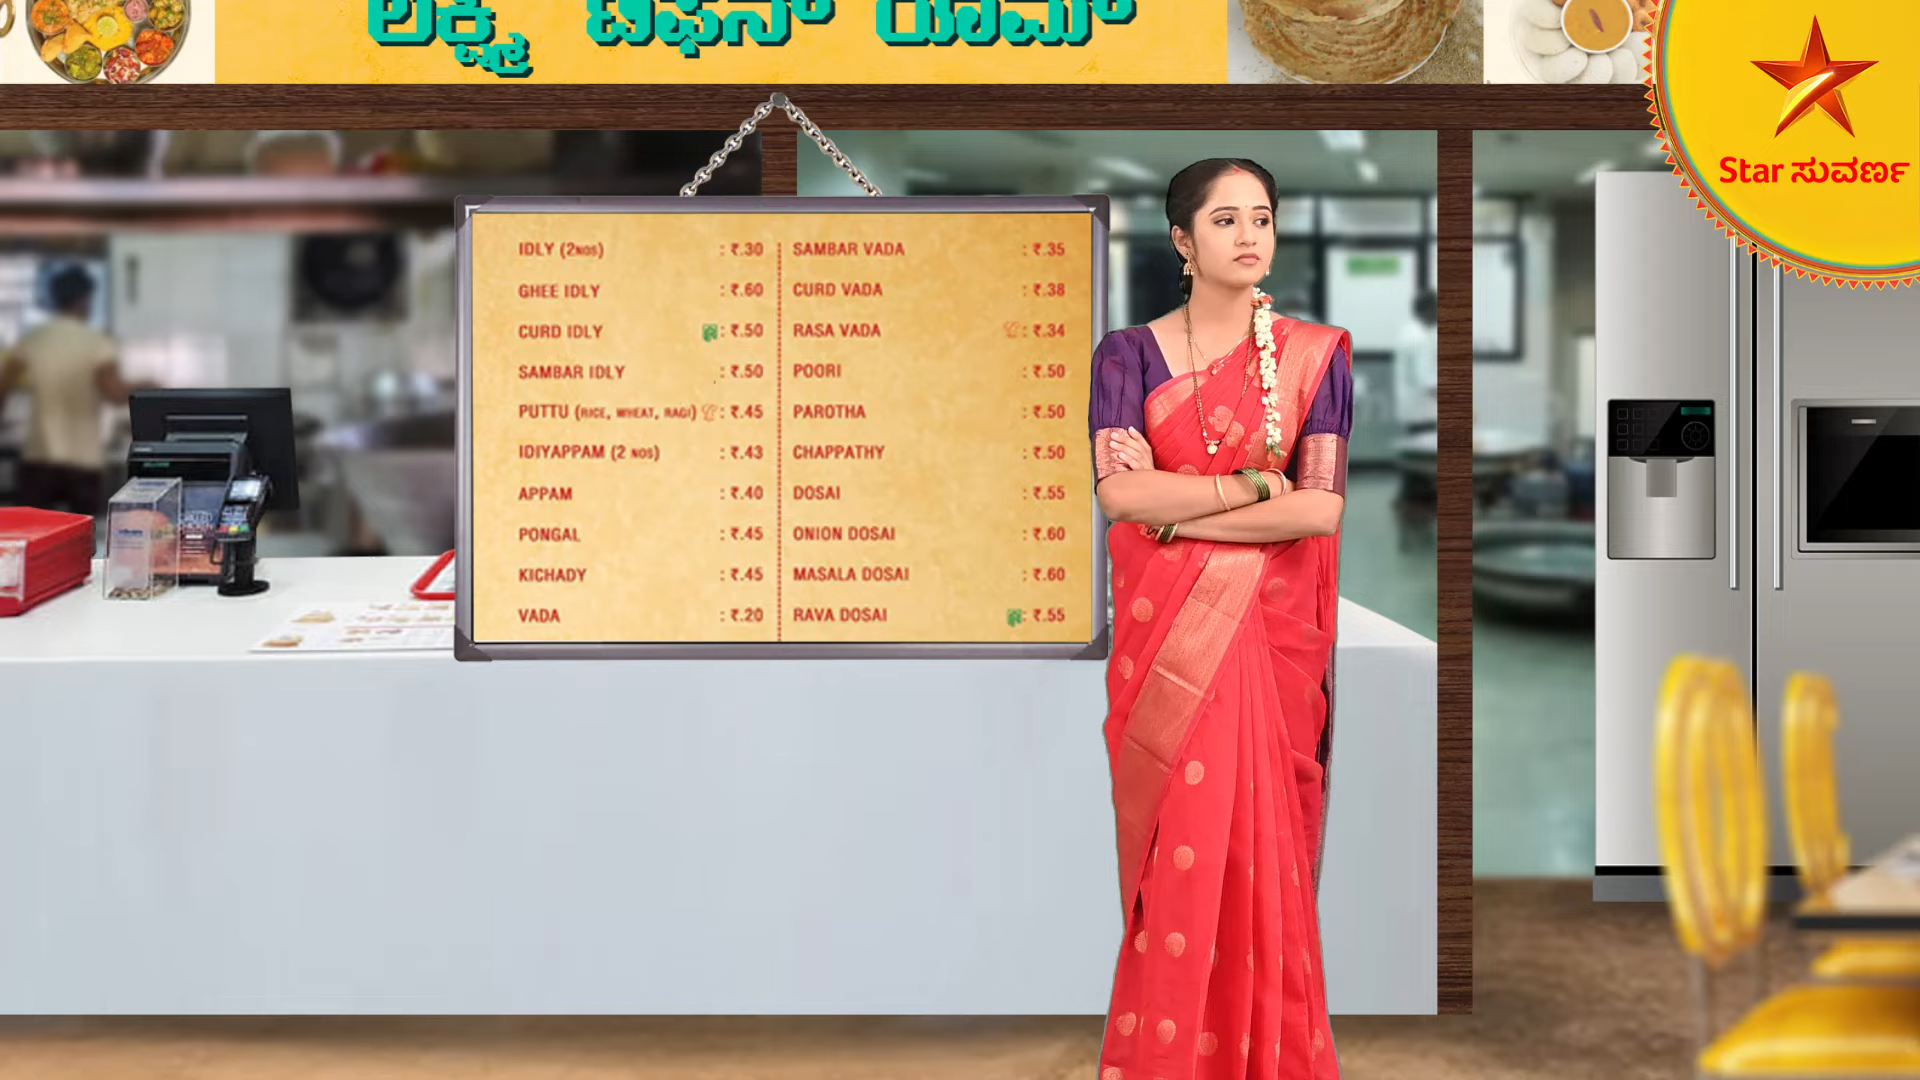 ಲಕ್ಷ್ಮಿ ಟಿಫನ್ ರೂಮ್
Star ಸುವರ್ಣ
IDLY (2NOS) : ₹.30
GHEE IDLY : ₹.60
CURD IDLY : ₹.50
SAMBAR IDLY : ₹.50
PUTTU (RICE, WHEAT, RAGI) : ₹.45
IDIYAPPAM (2 NOS) : ₹.43
APPAM : ₹.40
PONGAL : ₹.45
KICHADY : ₹.45
VADA : ₹.20
SAMBAR VADA : ₹.35
CURD VADA : ₹.38
RASA VADA : ₹.34
POORI : ₹.50
PAROTHA : ₹.50
CHAPPATHY : ₹.50
DOSAI : ₹.55
ONION DOSAI : ₹.60
MASALA DOSAI : ₹.60
RAVA DOSAI : ₹.55